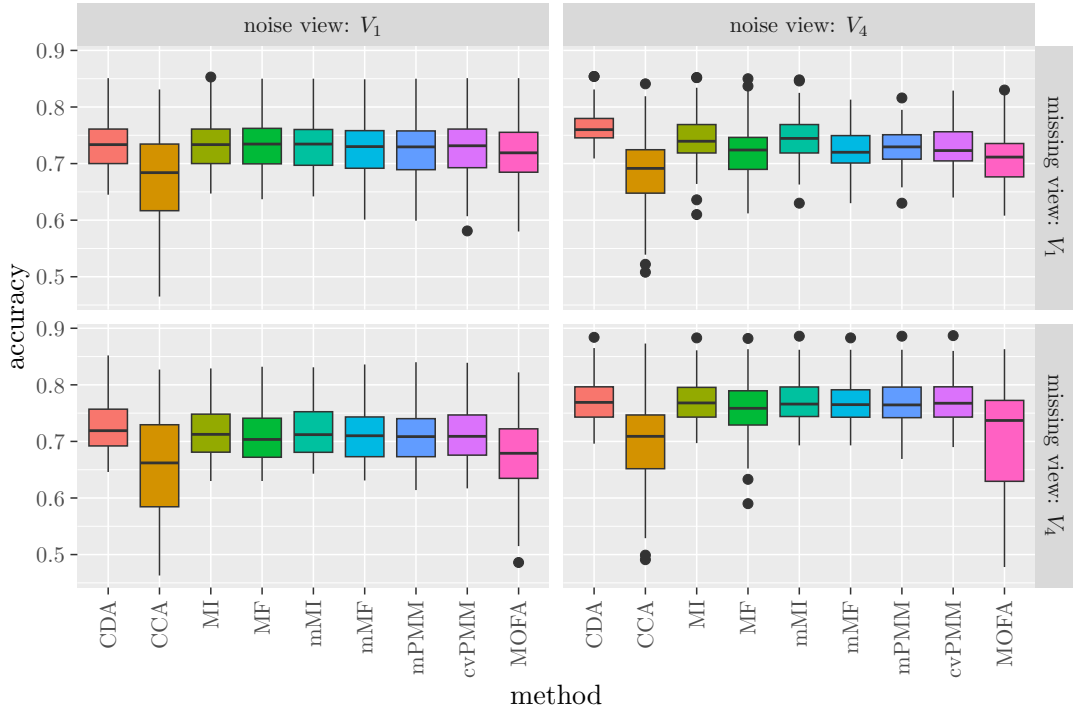 noise view: V₁
noise view: V₄
0.9
0.8
0.7
0.6
0.5
missing view: V₁
accuracy
0.9
0.8
0.7
0.6
0.5
missing view: V₄
CDA
CCA
MI
MF
mMI
mMF
mPMM
cvPMM
MOFA
CDA
CCA
MI
MF
mMI
mMF
mPMM
cvPMM
MOFA
method